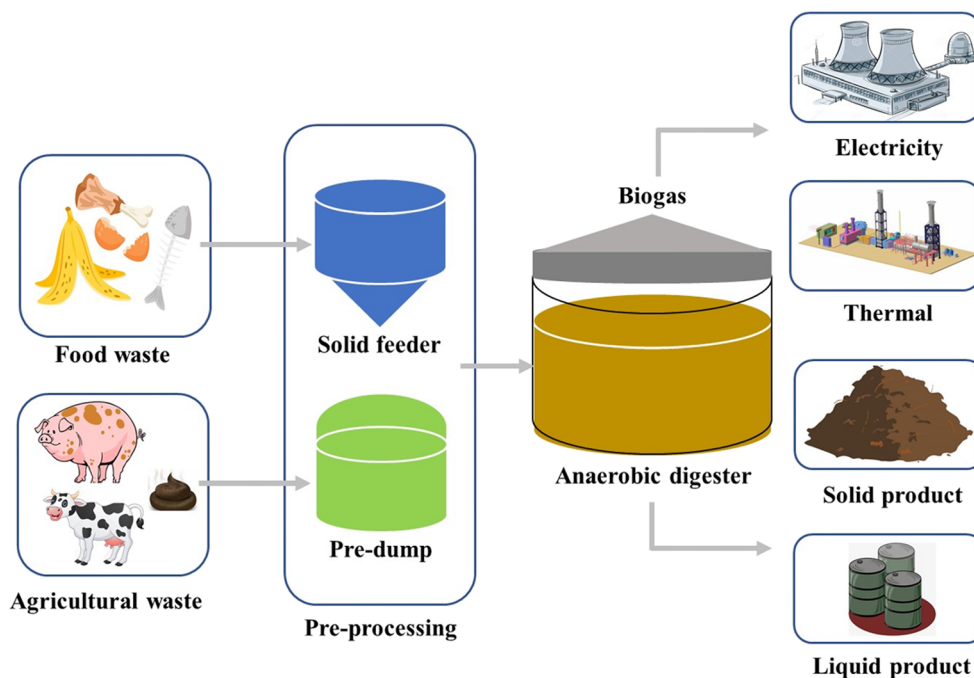 Food waste
Agricultural waste
Solid feeder
Pre-dump
Pre-processing
Biogas
Anaerobic digester
Electricity
Thermal
Solid product
Liquid product